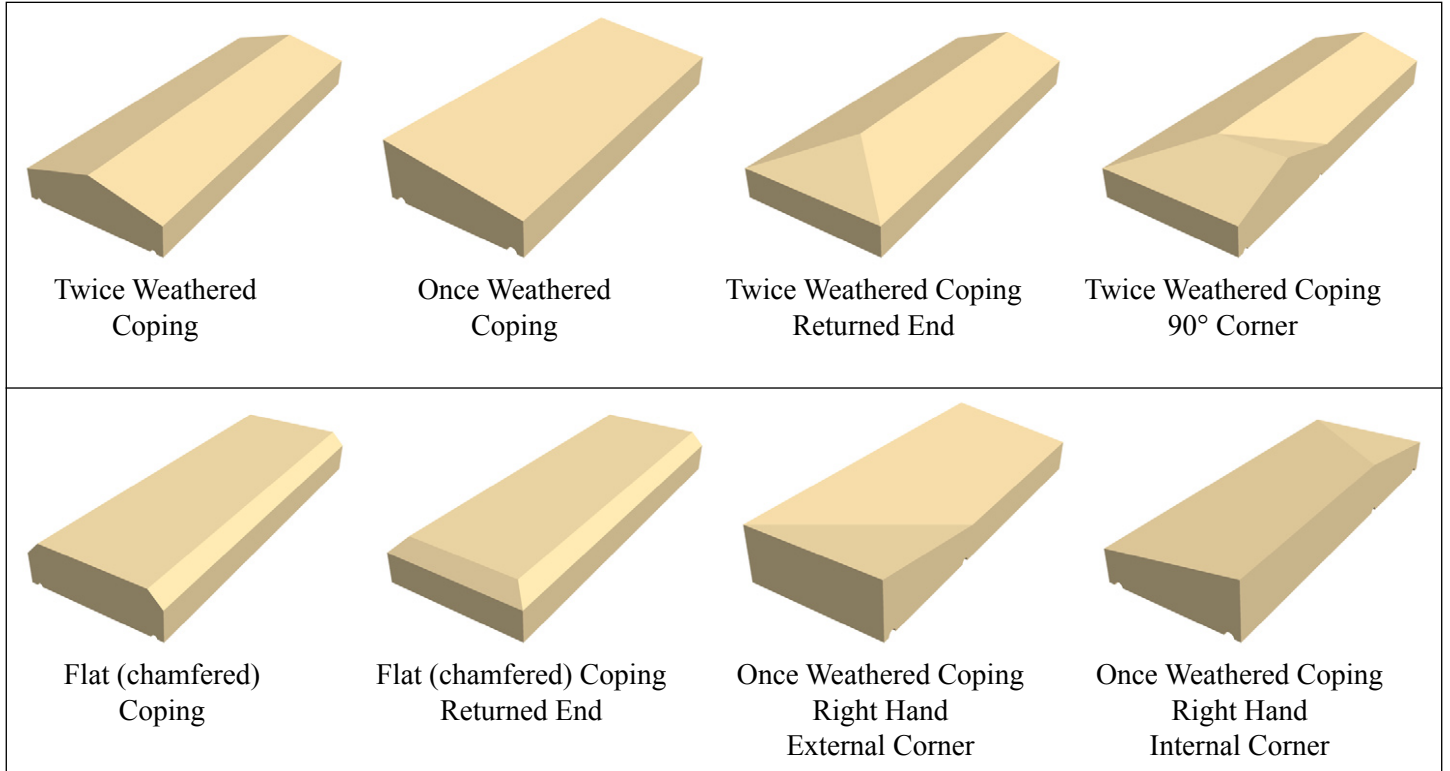 Twice Weathered
Coping
Once Weathered
Coping
Twice Weathered Coping
Returned End
Twice Weathered Coping
90° Corner
Flat (chamfered)
Coping
Flat (chamfered) Coping
Returned End
Once Weathered Coping
Right Hand
External Corner
Once Weathered Coping
Right Hand
Internal Corner